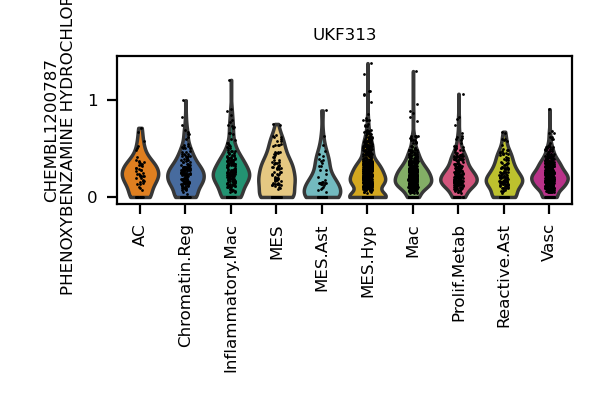 UKF313
CHEMBL1200787
PHENOXYBENZAMINE HYDROCHLOR
1
0
AC
Chromatin.Reg
Inflammatory.Mac
MES
MES.Ast
MES.Hyp
Mac
Prolif.Metab
Reactive.Ast
Vasc